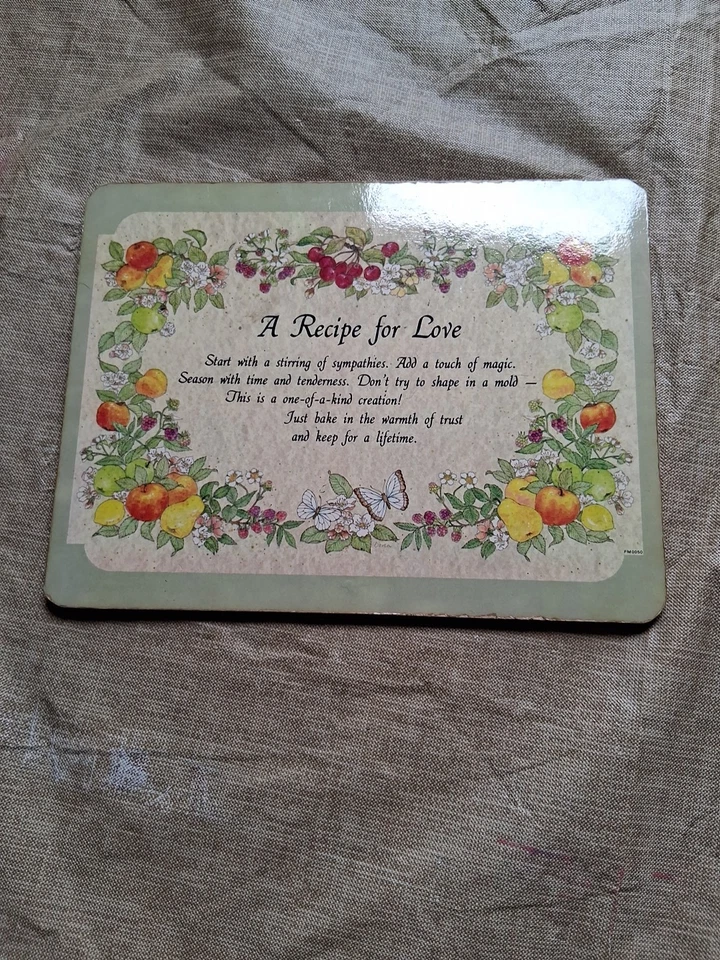 A Recipe for Love
Start with a stirring of sympathies. Add a touch of magic.
Season with time and tenderness. Don't try to shape in a mold —
This is a one-of-a-kind creation!
Just bake in the warmth of trust
and keep for a lifetime.